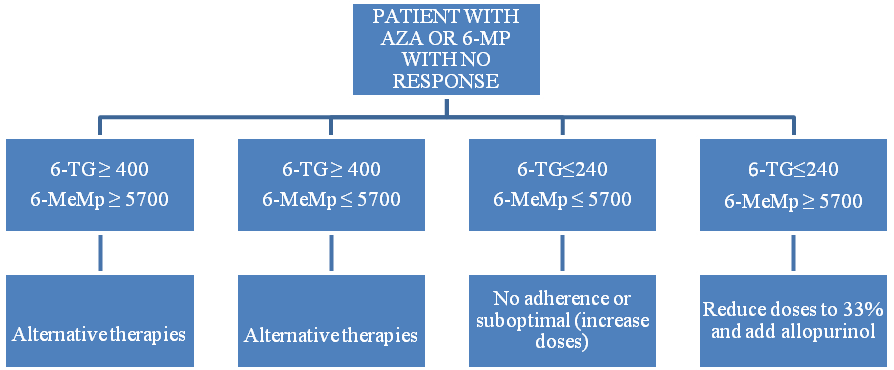 PATIENT WITH
AZA OR 6-MP
WITH NO
RESPONSE
6-TG ≥ 400
6-MeMp ≥ 5700
6-TG ≥ 400
6-MeMp ≤ 5700
6-TG≤240
6-MeMp ≤ 5700
6-TG≤240
6-MeMp ≥ 5700
Alternative therapies
Alternative therapies
No adherence or
suboptimal (increase
doses)
Reduce doses to 33%
and add allopurinol